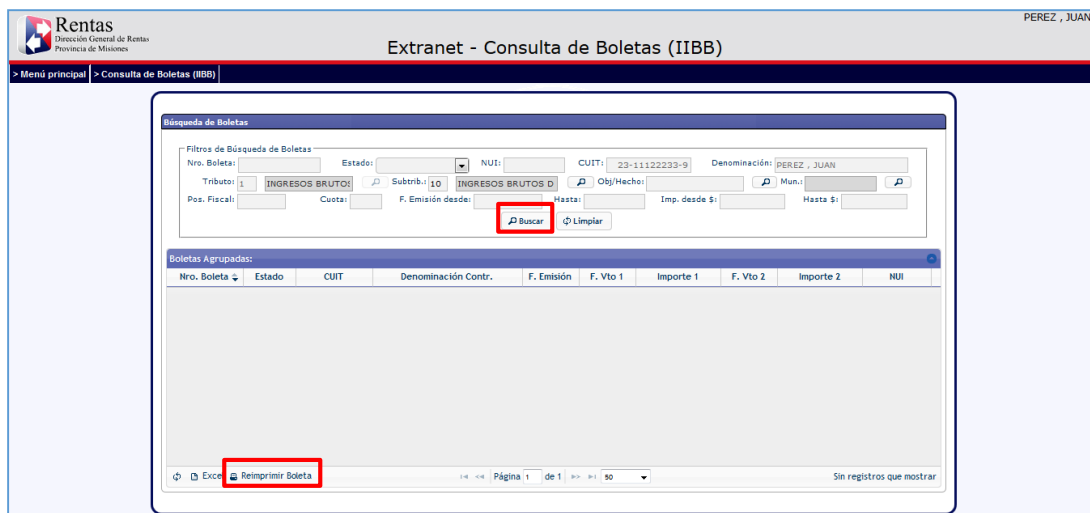 PEREZ , JUAN
Rentas
Dirección General de Rentas
Provincia de Misiones
Extranet - Consulta de Boletas (IIBB)
> Menú principal > Consulta de Boletas (IIBB)
Búsqueda de Boletas
Filtros de Búsqueda de Boletas
Nro. Boleta: Estado: NUI: CUIT: 23-11122233-9 Denominación: PEREZ , JUAN
Tributo: 1 INGRESOS BRUTOS Subtrib.: 10 INGRESOS BRUTOS D Obj/Hecho: Mun.:
Pos. Fiscal: Cuota: F. Emisión desde: Hasta: Imp. desde $: Hasta $:
Buscar Limpiar
Boletas Agrupadas:
Nro. Boleta Estado CUIT Denominación Contr. F. Emisión F. Vto 1 Importe 1 F. Vto 2 Importe 2 NUI
Excel Reimprimir Boleta Página 1 de 1 50 Sin registros que mostrar